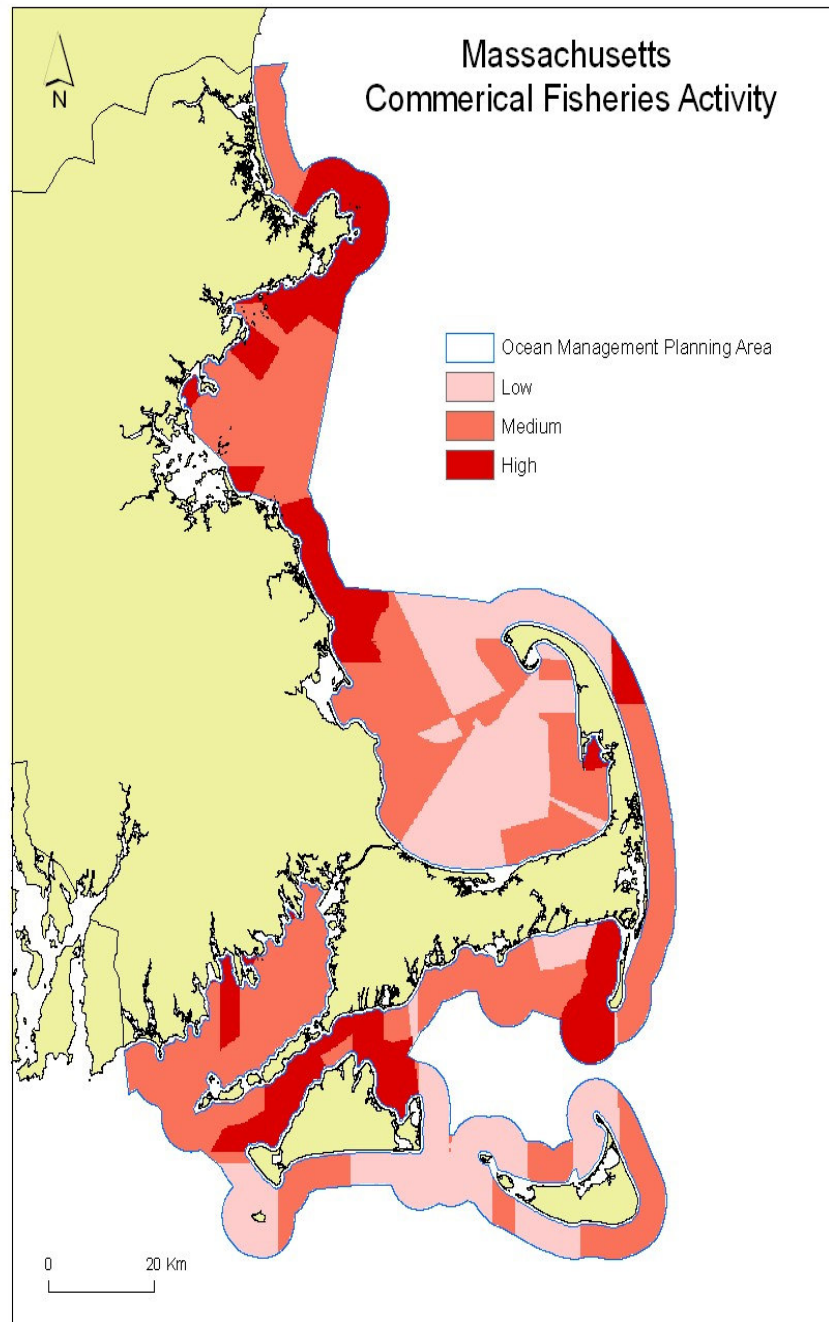 Massachusetts
Commerical Fisheries Activity
N
Ocean Management Planning Area
Low
Medium
High
0 20 Km